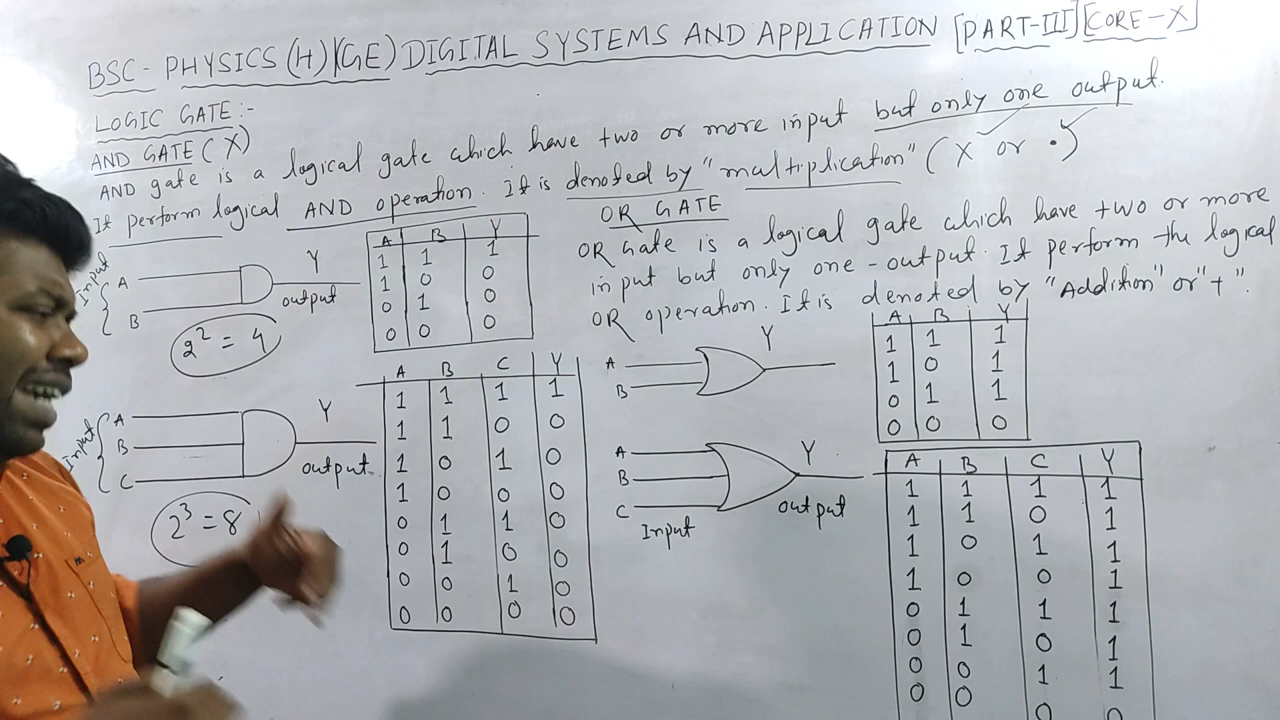 BSC - PHYSICS (H)(GE) DIGITAL SYSTEMS AND APPLICATION [PART-III][CORE-X]
LOGIC GATE:-
AND GATE (X)
AND gate is a logical gate which have two or more input but only one output.
It perform logical AND operation. It is denoted by "multiplication" (X or •)
Input
A
B
Y
output
2² = 4
A B Y
1 1 1
1 0 0
0 1 0
0 0 0
Input
A
B
C
Y
output
2³ = 8
A B C Y
1 1 1 1
1 1 0 0
1 0 1 0
1 0 0 0
0 1 1 0
0 1 0 0
0 0 1 0
0 0 0 0
OR GATE
OR Gate is a logical gate which have two or more
input but only one-output. It perform the logical
OR operation. It is denoted by "Addition" or "+".
A
B
Y
A B Y
1 1 1
1 0 1
0 1 1
0 0 0
A
B
C
Input
Y
output
A B C Y
1 1 1 1
1 1 0 1
1 0 1 1
1 0 0 1
0 1 1 1
0 1 0 1
0 0 1 1
0 0 0 0